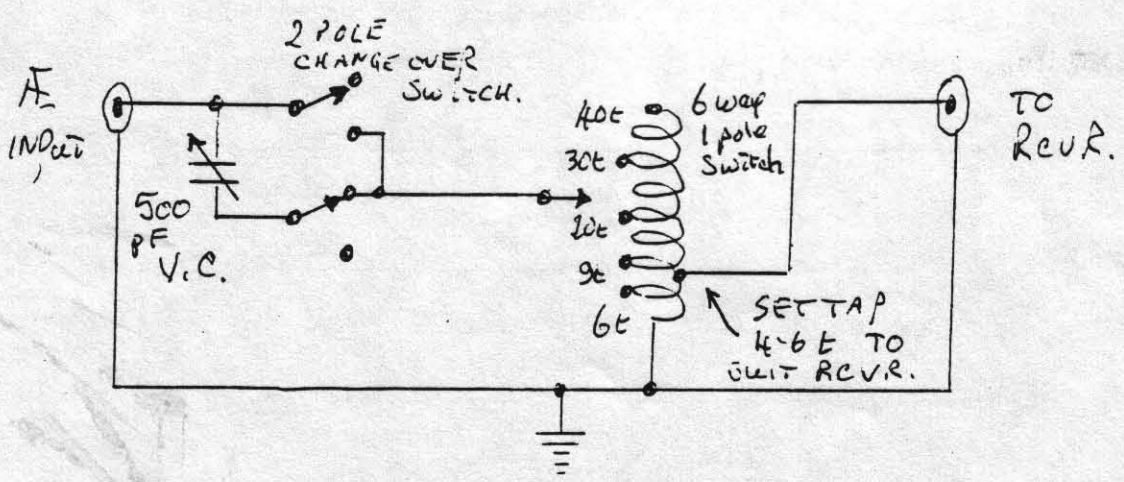 2 POLE
CHANGE OVER
SWITCH.
Æ
INPUT
500
pF
V.C.
40t
30t
20t
9t
6t
6 way
1 pole
Switch
TO
RCVR.
SET TAP
4-6 t TO
SUIT RCVR.